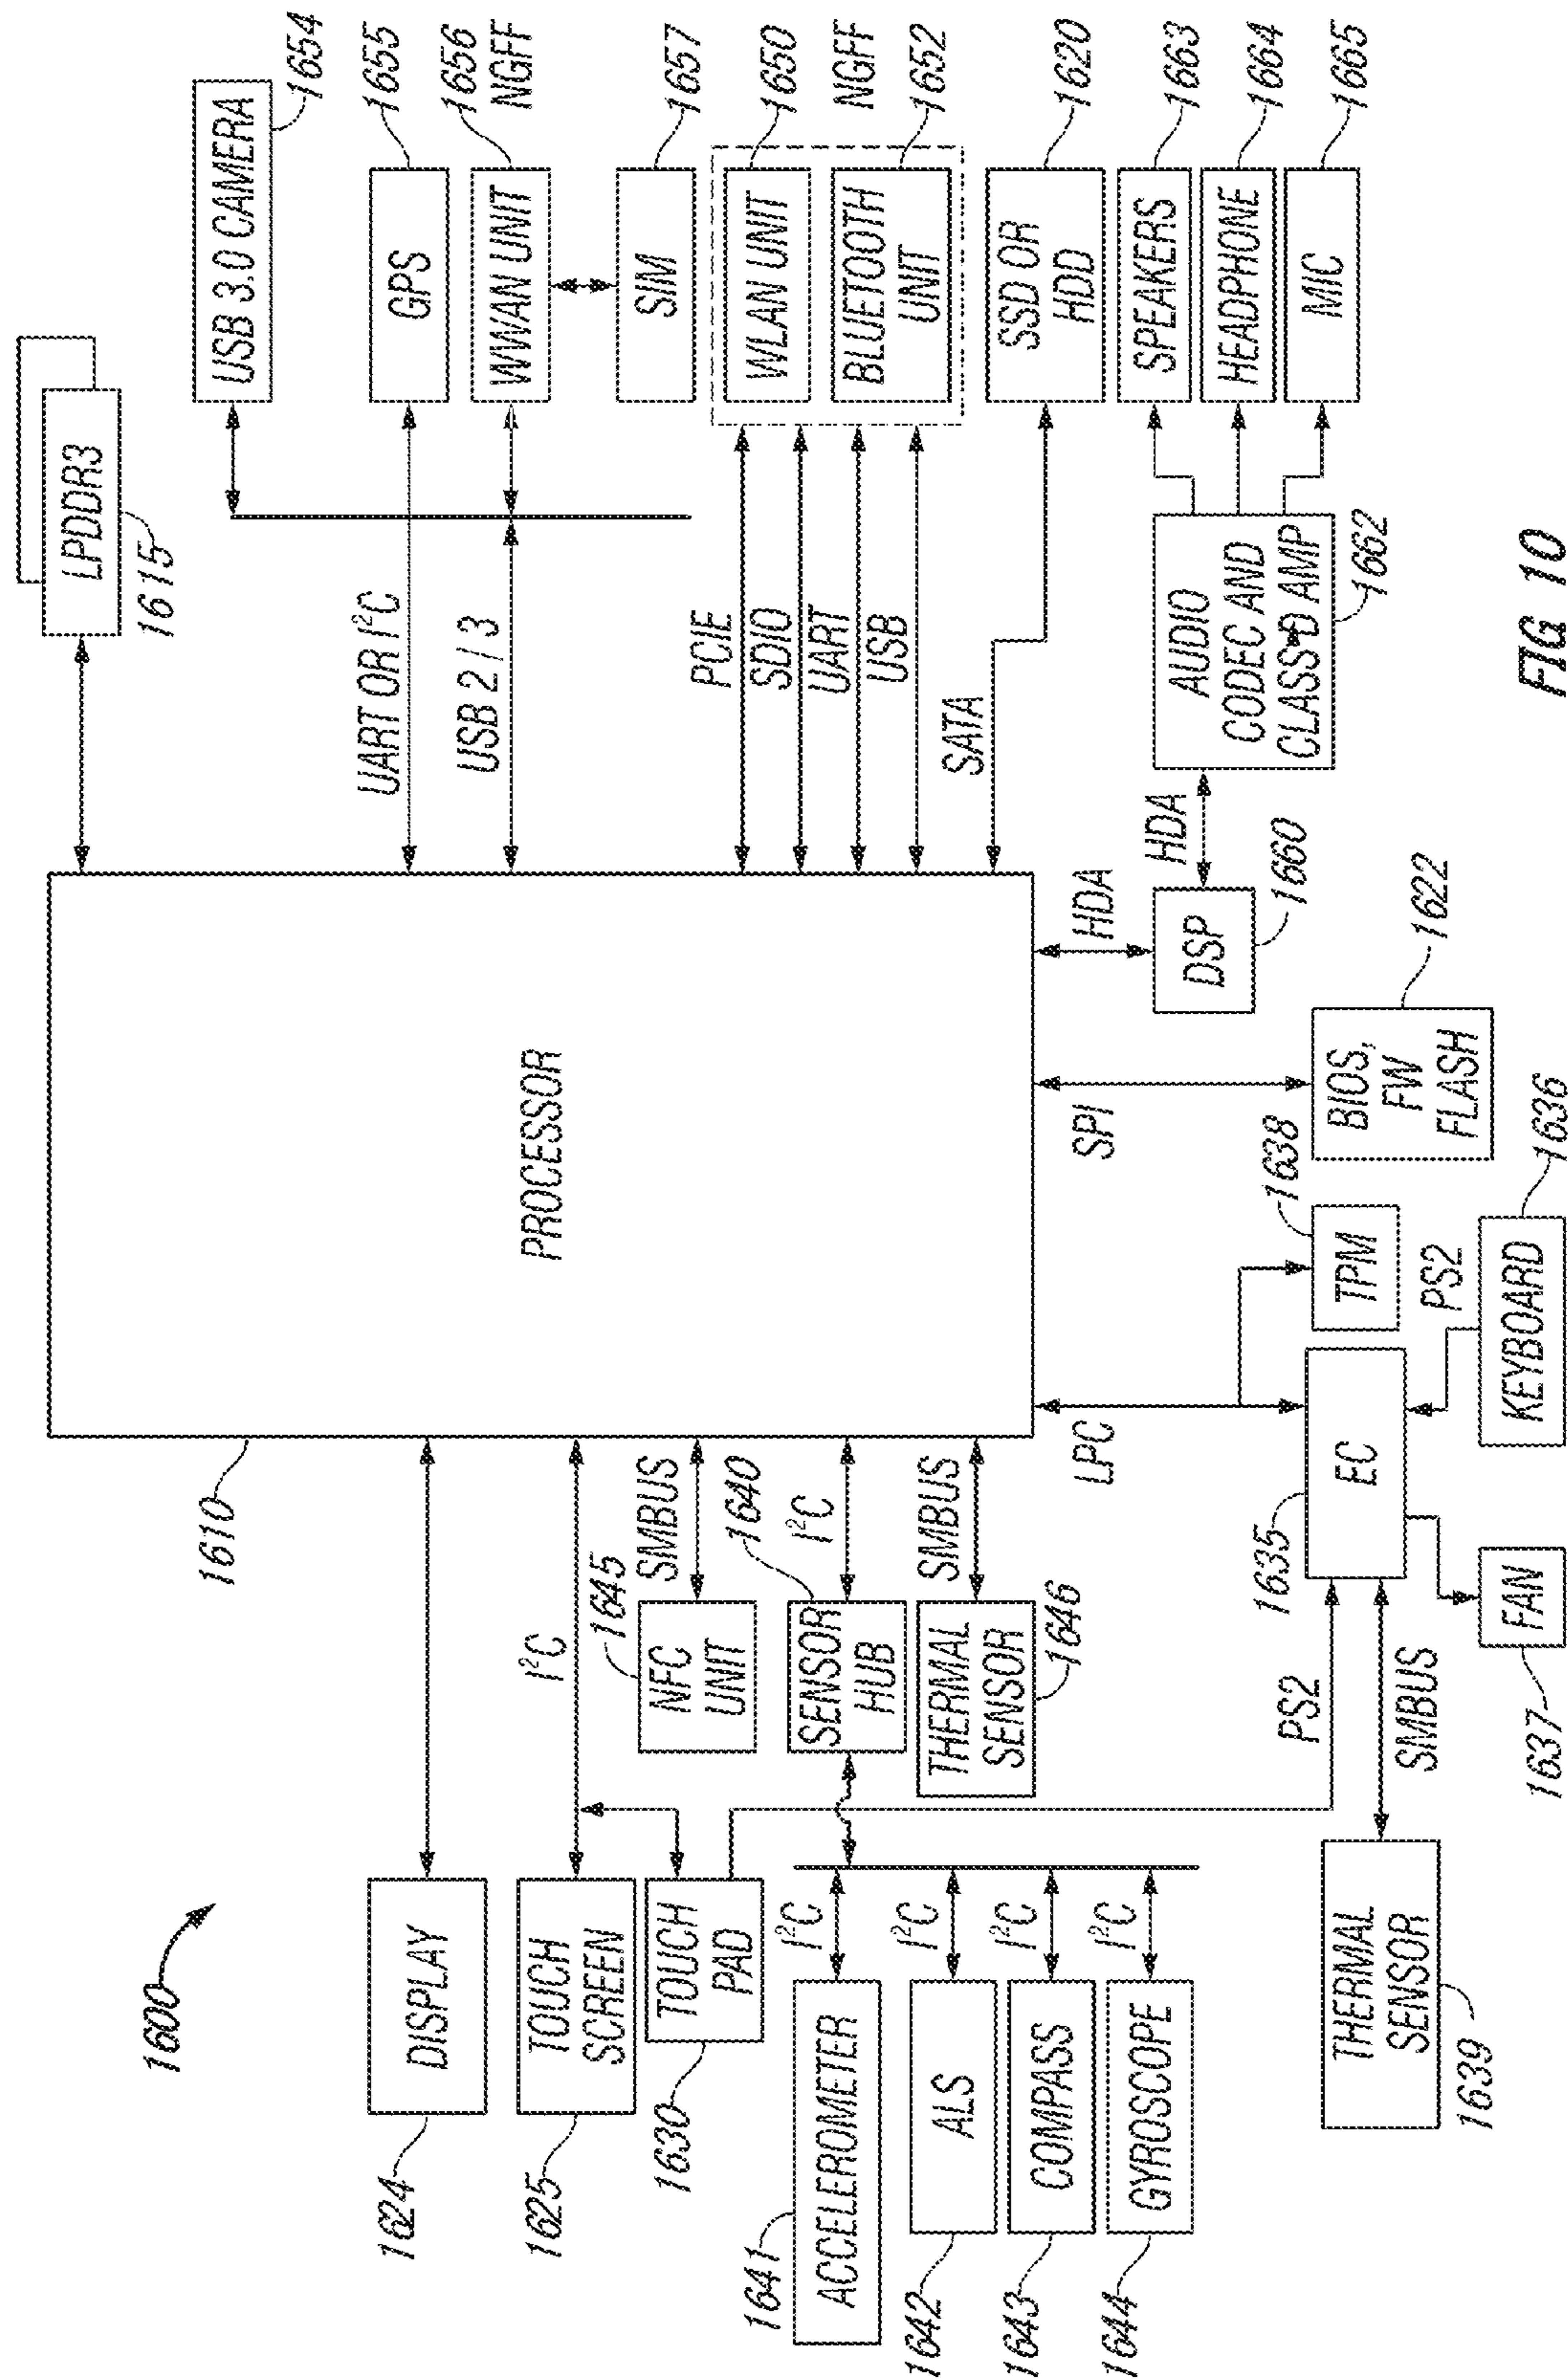 1600
1610
LPDDR3
1615
USB 3.0 CAMERA
1654
DISPLAY
1624
UART OR I²C
GPS
1655
I²C
TOUCH
SCREEN
1625
PROCESSOR
USB 2 / 3
WWAN UNIT
1656
NGFF
TOUCH
PAD
1630
NFC
UNIT
1645
SMBUS
SIM
1657
PCIE
SDIO
UART
USB
WLAN UNIT
1650
BLUETOOTH
UNIT
NGFF
1652
SENSOR
HUB
1640
I²C
ACCELEROMETER
1641
I²C
ALS
1642
I²C
COMPASS
1643
I²C
GYROSCOPE
1644
I²C
THERMAL
SENSOR
1646
SMBUS
SATA
SSD OR
HDD
1620
LPC
SPI
HDA
DSP
1660
HDA
AUDIO
CODEC AND
CLASS D AMP
1662
SPEAKERS
1663
HEADPHONE
1664
MIC
1665
PS2
EC
1635
TPM
1638
BIOS,
FW
FLASH
1622
THERMAL
SENSOR
1639
SMBUS
FAN
1637
PS2
KEYBOARD
1636
FIG 10